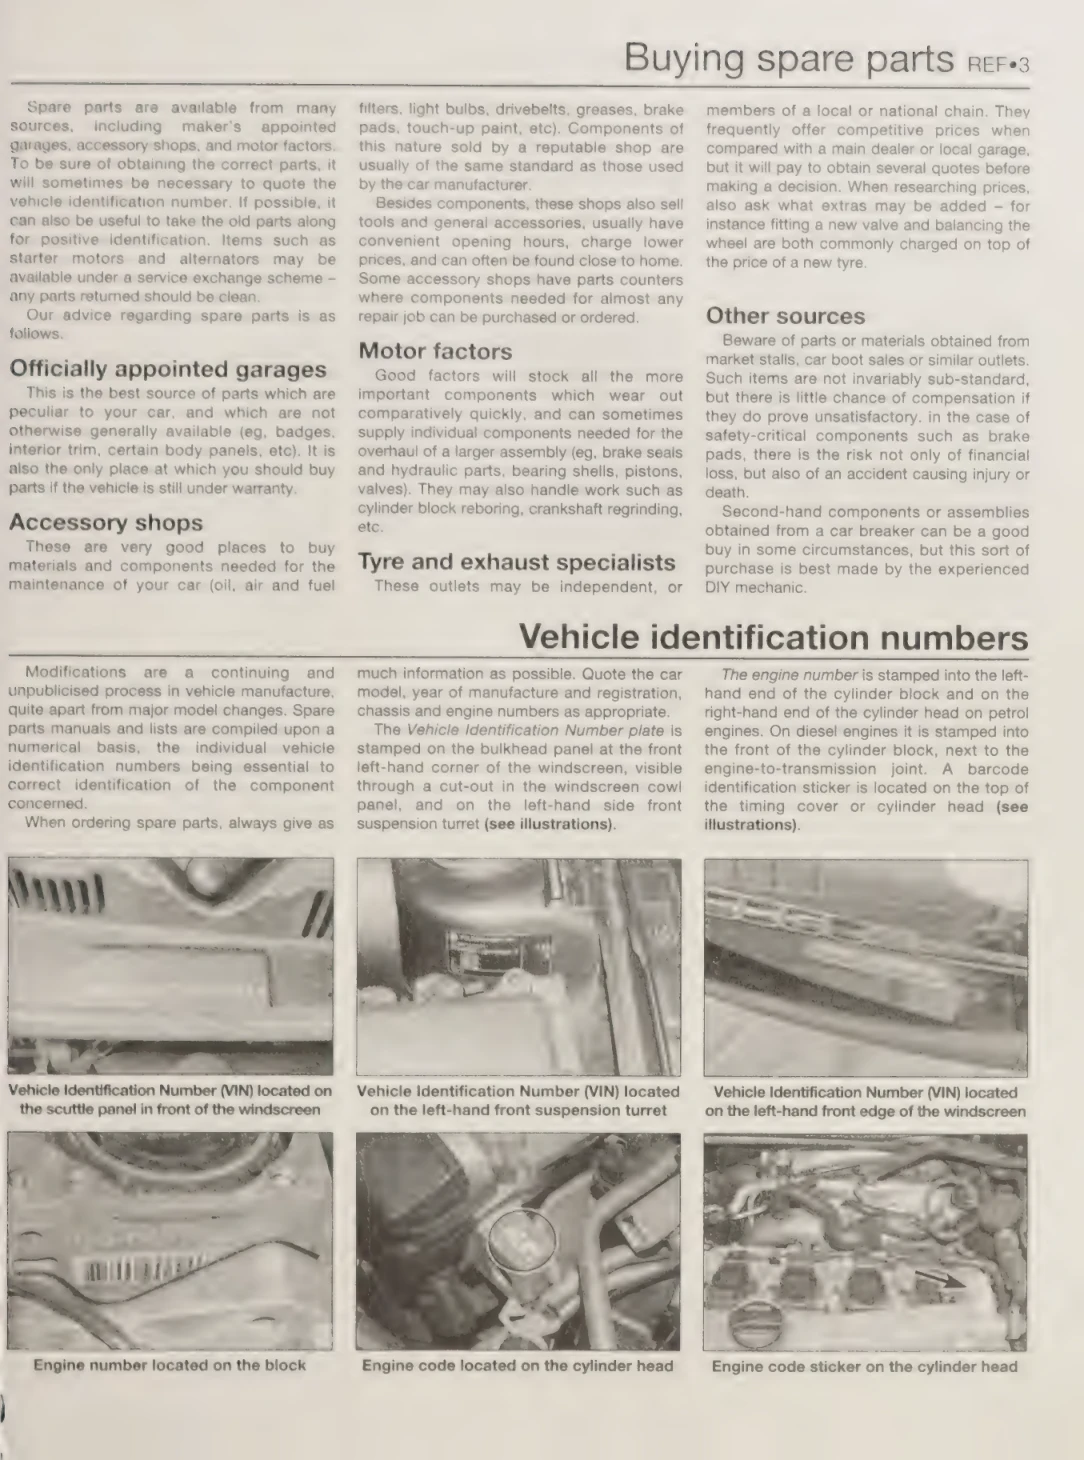 Buying spare parts REF•3
Spare parts are available from many
sources, including maker's appointed
garages, accessory shops, and motor factors.
To be sure of obtaining the correct parts, it
will sometimes be necessary to quote the
vehicle identification number. If possible, it
can also be useful to take the old parts along
for positive identification. Items such as
starter motors and alternators may be
available under a service exchange scheme –
any parts returned should be clean.
Our advice regarding spare parts is as
follows.
Officially appointed garages
This is the best source of parts which are
peculiar to your car, and which are not
otherwise generally available (eg, badges,
interior trim, certain body panels, etc). It is
also the only place at which you should buy
parts if the vehicle is still under warranty.
Accessory shops
These are very good places to buy
materials and components needed for the
maintenance of your car (oil, air and fuel
filters, light bulbs, drivebelts, greases, brake
pads, touch-up paint, etc). Components of
this nature sold by a reputable shop are
usually of the same standard as those used
by the car manufacturer.
Besides components, these shops also sell
tools and general accessories, usually have
convenient opening hours, charge lower
prices, and can often be found close to home.
Some accessory shops have parts counters
where components needed for almost any
repair job can be purchased or ordered.
Motor factors
Good factors will stock all the more
important components which wear out
comparatively quickly, and can sometimes
supply individual components needed for the
overhaul of a larger assembly (eg, brake seals
and hydraulic parts, bearing shells, pistons,
valves). They may also handle work such as
cylinder block reboring, crankshaft regrinding,
etc.
Tyre and exhaust specialists
These outlets may be independent, or
members of a local or national chain. They
frequently offer competitive prices when
compared with a main dealer or local garage,
but it will pay to obtain several quotes before
making a decision. When researching prices,
also ask what extras may be added – for
instance fitting a new valve and balancing the
wheel are both commonly charged on top of
the price of a new tyre.
Other sources
Beware of parts or materials obtained from
market stalls, car boot sales or similar outlets.
Such items are not invariably sub-standard,
but there is little chance of compensation if
they do prove unsatisfactory. in the case of
safety-critical components such as brake
pads, there is the risk not only of financial
loss, but also of an accident causing injury or
death.
Second-hand components or assemblies
obtained from a car breaker can be a good
buy in some circumstances, but this sort of
purchase is best made by the experienced
DIY mechanic.
Vehicle identification numbers
Modifications are a continuing and
unpublicised process in vehicle manufacture,
quite apart from major model changes. Spare
parts manuals and lists are compiled upon a
numerical basis, the individual vehicle
identification numbers being essential to
correct identification of the component
concerned.
When ordering spare parts, always give as
much information as possible. Quote the car
model, year of manufacture and registration,
chassis and engine numbers as appropriate.
The Vehicle Identification Number plate is
stamped on the bulkhead panel at the front
left-hand corner of the windscreen, visible
through a cut-out in the windscreen cowl
panel, and on the left-hand side front
suspension turret (see illustrations).
The engine number is stamped into the left-
hand end of the cylinder block and on the
right-hand end of the cylinder head on petrol
engines. On diesel engines it is stamped into
the front of the cylinder block, next to the
engine-to-transmission joint. A barcode
identification sticker is located on the top of
the timing cover or cylinder head (see
illustrations).
Vehicle Identification Number (VIN) located on
the scuttle panel in front of the windscreen
Vehicle Identification Number (VIN) located
on the left-hand front suspension turret
Vehicle Identification Number (VIN) located
on the left-hand front edge of the windscreen
Engine number located on the block
Engine code located on the cylinder head
Engine code sticker on the cylinder head